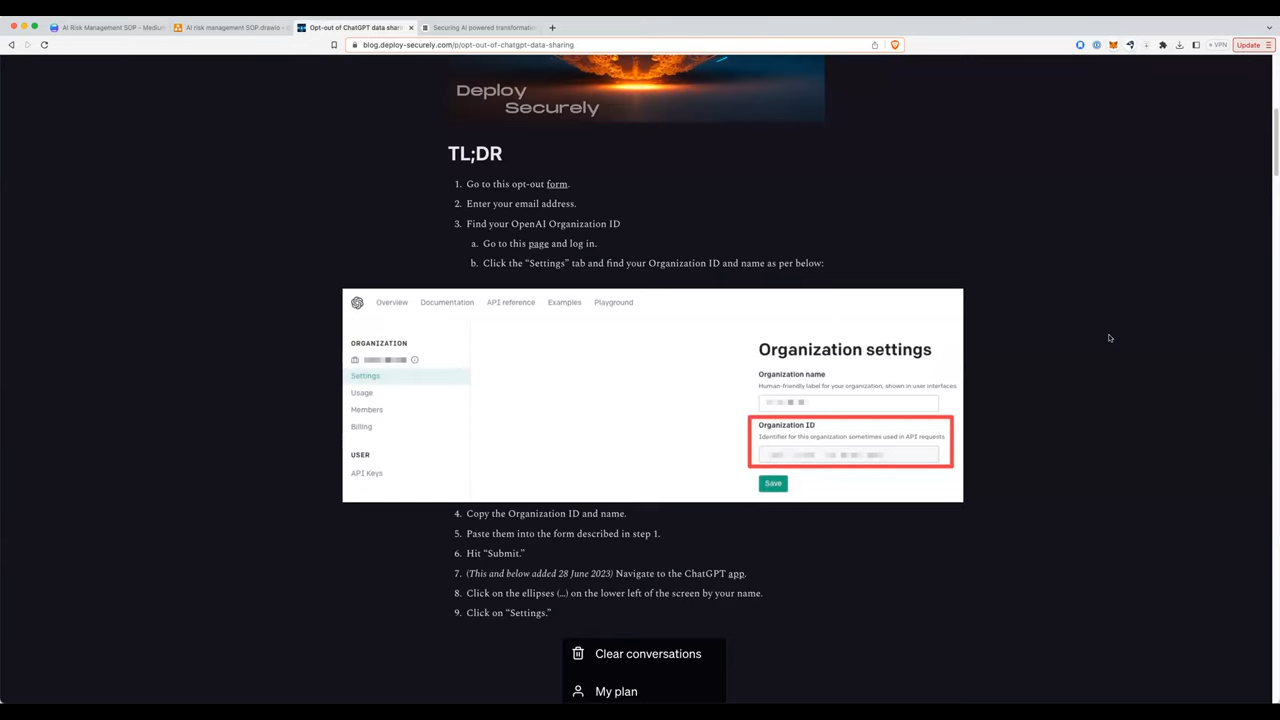 AI Risk Management SOP - Medium
AI risk management SOP.drawio -
Opt-out of ChatGPT data sharin
Securing AI powered transformation
blog.deploy-securely.com/p/opt-out-of-chatgpt-data-sharing
VPN
Update
Deploy
Securely
TL;DR
1. Go to this opt-out form.
2. Enter your email address.
3. Find your OpenAI Organization ID
a. Go to this page and log in.
b. Click the “Settings” tab and find your Organization ID and name as per below:
Overview Documentation API reference Examples Playground
ORGANIZATION
Settings
Usage
Members
Billing
USER
API Keys
Organization settings
Organization name
Human-friendly label for your organization, shown in user interfaces
Organization ID
Identifier for this organization sometimes used in API requests
Save
4. Copy the Organization ID and name.
5. Paste them into the form described in step 1.
6. Hit “Submit.”
7. (This and below added 28 June 2023) Navigate to the ChatGPT app.
8. Click on the ellipses (…) on the lower left of the screen by your name.
9. Click on “Settings.”
Clear conversations
My plan